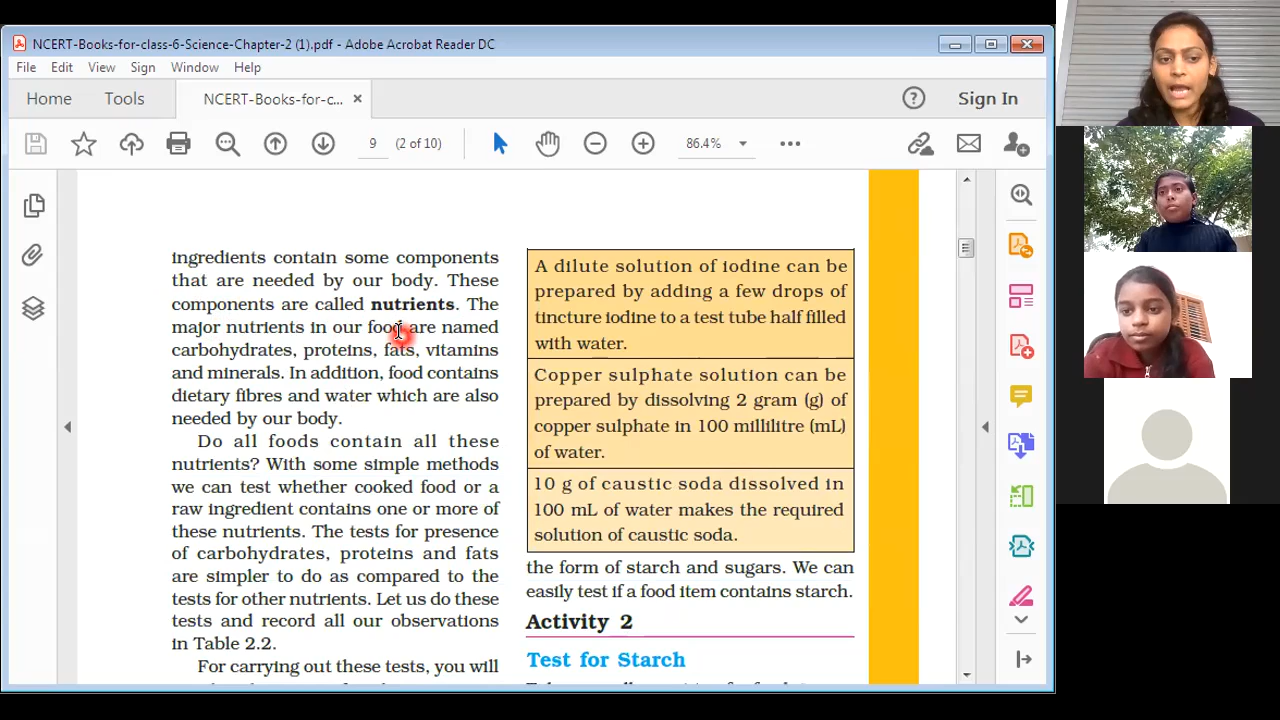 NCERT-Books-for-class-6-Science-Chapter-2 (1).pdf - Adobe Acrobat Reader DC
File Edit View Sign Window Help
Home Tools NCERT-Books-for-c... Sign In
9 (2 of 10) 86.4%
ingredients contain some components
that are needed by our body. These
components are called nutrients. The
major nutrients in our food are named
carbohydrates, proteins, fats, vitamins
and minerals. In addition, food contains
dietary fibres and water which are also
needed by our body.
Do all foods contain all these
nutrients? With some simple methods
we can test whether cooked food or a
raw ingredient contains one or more of
these nutrients. The tests for presence
of carbohydrates, proteins and fats
are simpler to do as compared to the
tests for other nutrients. Let us do these
tests and record all our observations
in Table 2.2.
For carrying out these tests, you will
A dilute solution of iodine can be
prepared by adding a few drops of
tincture iodine to a test tube half filled
with water.
Copper sulphate solution can be
prepared by dissolving 2 gram (g) of
copper sulphate in 100 millilitre (mL)
of water.
10 g of caustic soda dissolved in
100 mL of water makes the required
solution of caustic soda.
the form of starch and sugars. We can
easily test if a food item contains starch.
Activity 2
Test for Starch